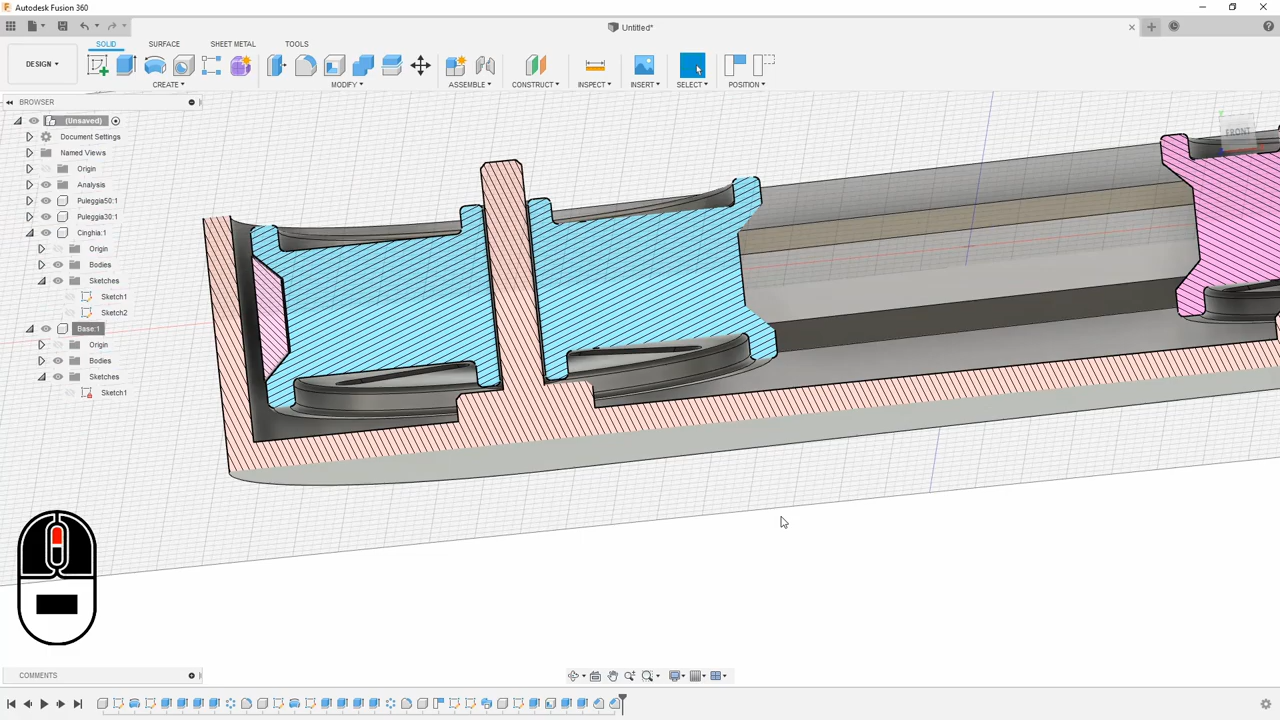 Autodesk Fusion 360
Untitled*
SOLID SURFACE SHEET METAL TOOLS
DESIGN
CREATE MODIFY ASSEMBLE CONSTRUCT INSPECT INSERT SELECT POSITION
BROWSER
(Unsaved)
Document Settings
Named Views
Origin
Analysis
Puleggia50:1
Puleggia30:1
Cinghia:1
Origin
Bodies
Sketches
Sketch1
Sketch2
Base:1
Origin
Bodies
Sketches
Sketch1
FRONT
COMMENTS